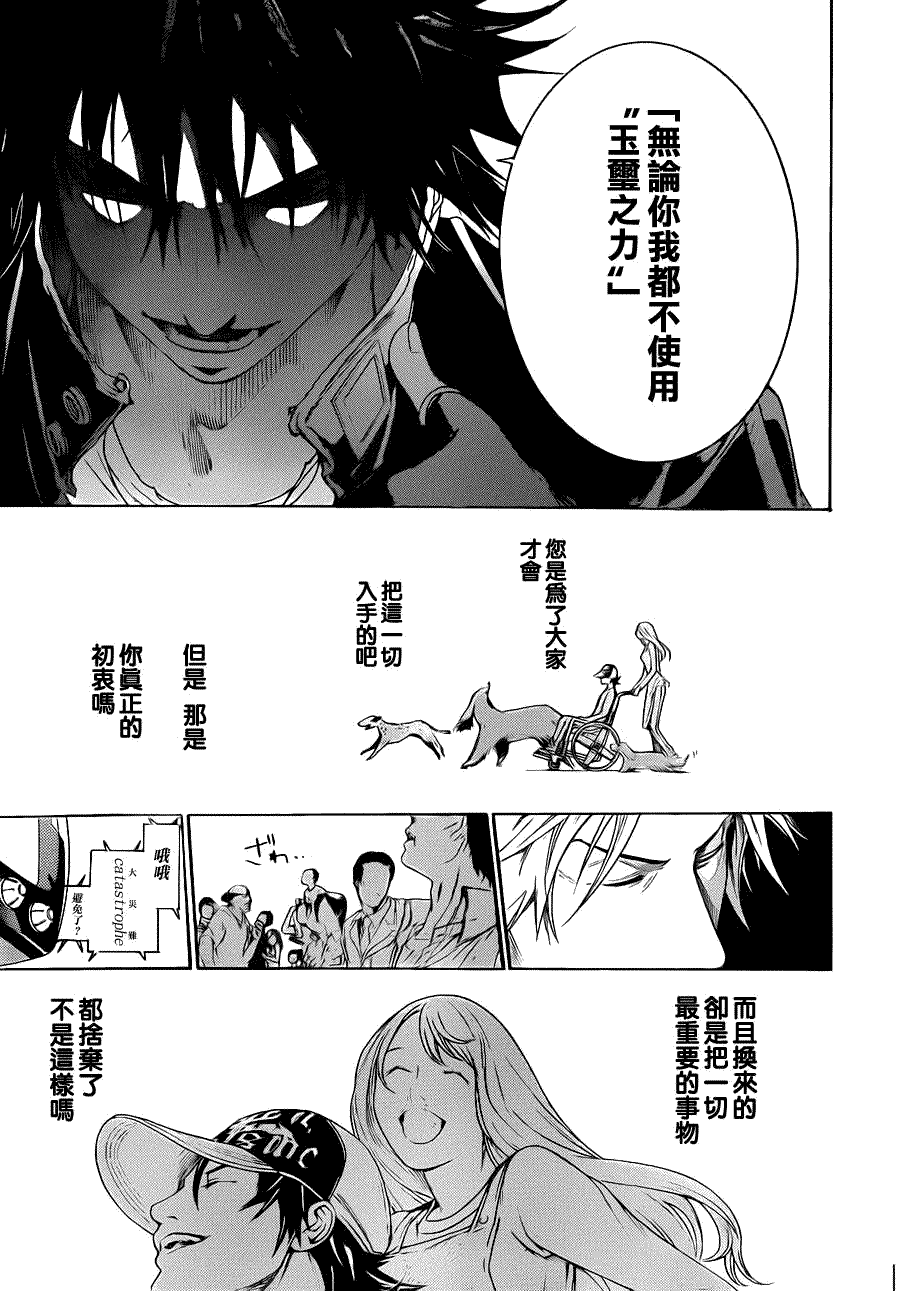 「無論你我都不使用
“玉璽之力”」
您是爲了大家
才會
把這一切
入手的吧
但是 那是
你眞正的
初衷嗎
ざわ…
哦哦
大災難
catastrophe
避免了?
而且換來的
卻是把一切
最重要的事物
都捨棄了
不是這樣嗎